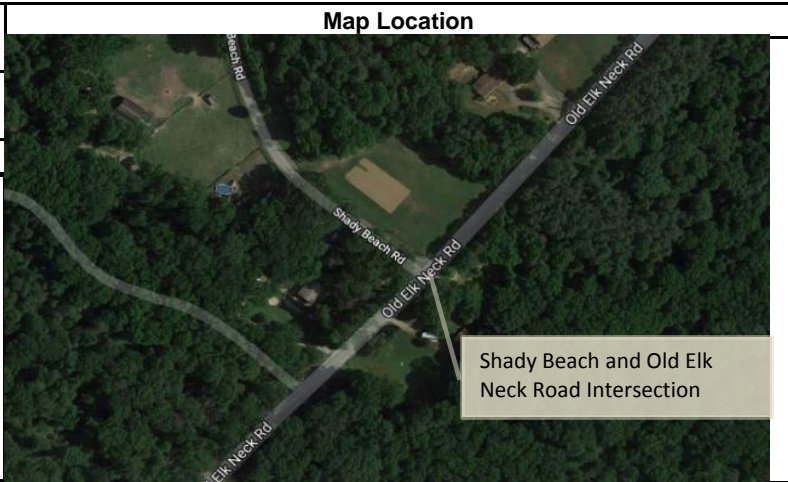 Map Location
Beach Rd
Old Elk Neck Rd
Shady Beach Rd
Old Elk Neck Rd
Shady Beach and Old Elk
Neck Road Intersection
Elk Neck Rd